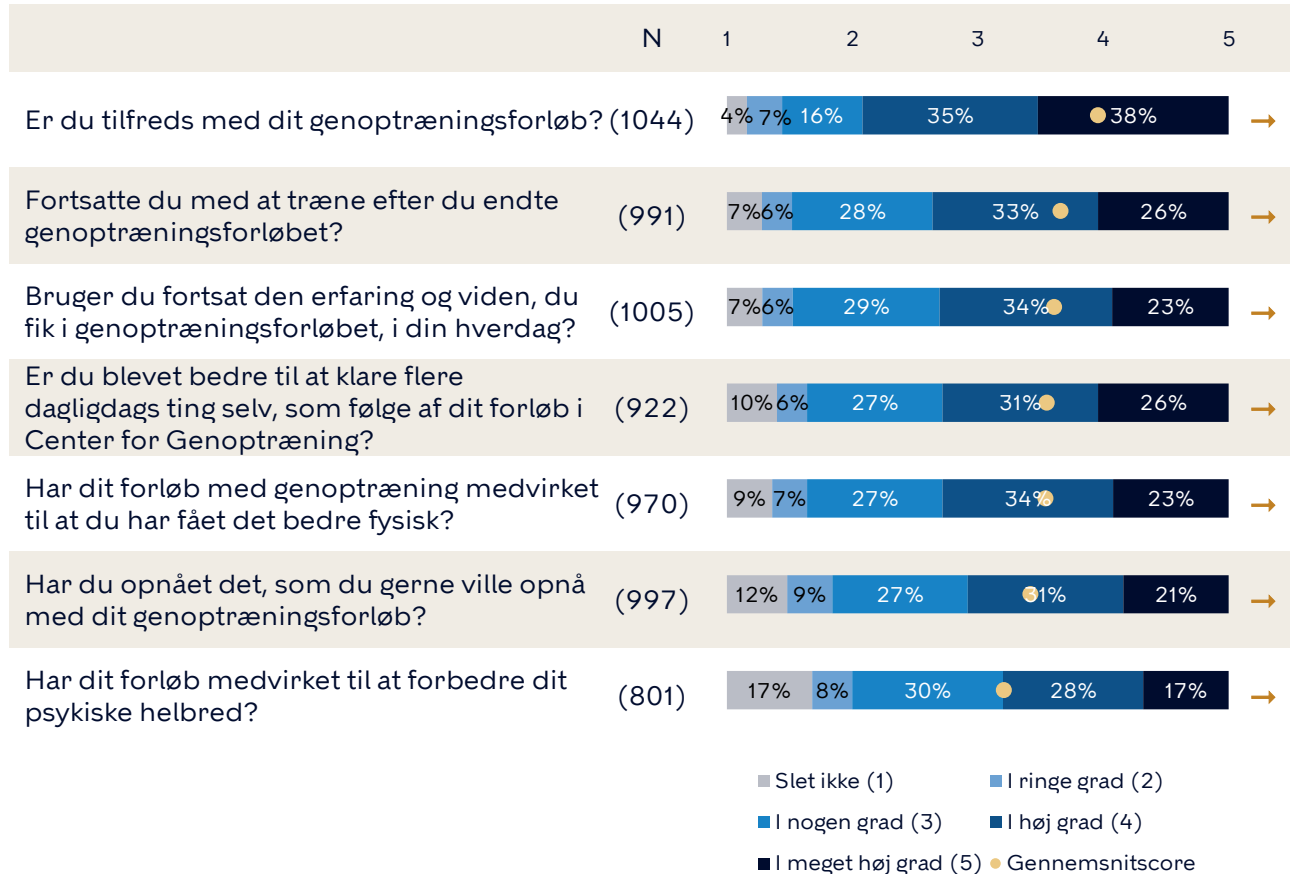 N 1 2 3 4 5
Er du tilfreds med dit genoptræningsforløb? (1044) 4% 7% 16% 35% 38% →
Fortsatte du med at træne efter du endte
genoptræningsforløbet? (991) 7% 6% 28% 33% 26% →
Bruger du fortsat den erfaring og viden, du
fik i genoptræningsforløbet, i din hverdag? (1005) 7% 6% 29% 34% 23% →
Er du blevet bedre til at klare flere
dagligdags ting selv, som følge af dit forløb i (922) 10% 6% 27% 31% 26% →
Center for Genoptræning?
Har dit forløb med genoptræning medvirket
til at du har fået det bedre fysisk? (970) 9% 7% 27% 34% 23% →
Har du opnået det, som du gerne ville opnå
med dit genoptræningsforløb? (997) 12% 9% 27% 31% 21% →
Har dit forløb medvirket til at forbedre dit
psykiske helbred? (801) 17% 8% 30% 28% 17% →
Slet ikke (1) I ringe grad (2)
I nogen grad (3) I høj grad (4)
I meget høj grad (5) Gennemsnitscore